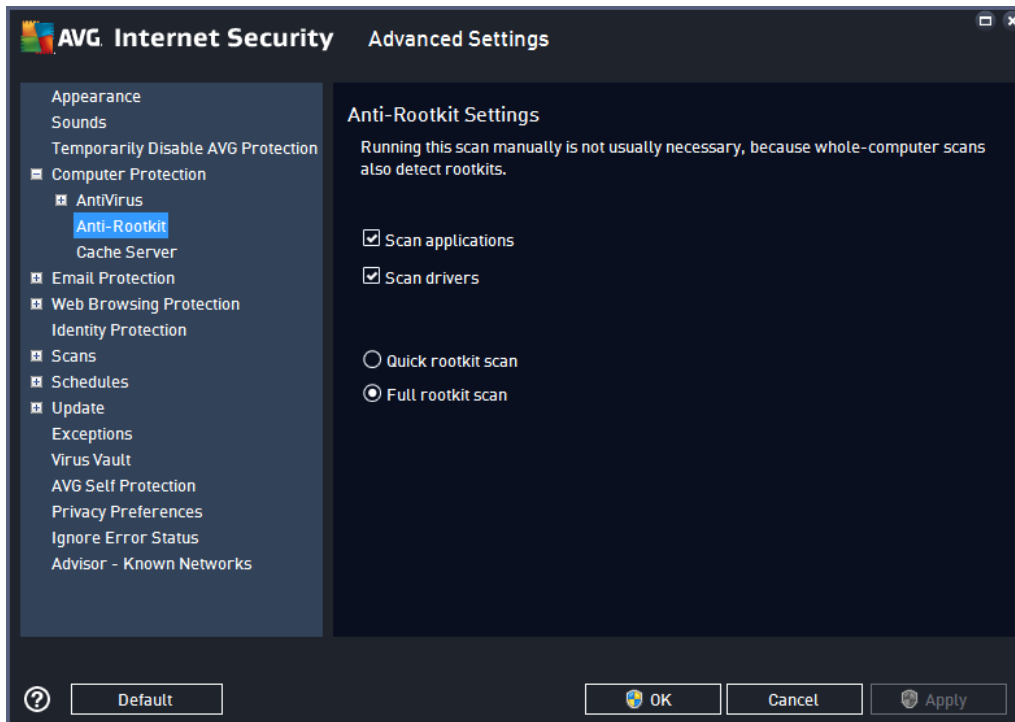 AVG. Internet Security Advanced Settings
Appearance
Sounds
Temporarily Disable AVG Protection
Computer Protection
AntiVirus
Anti-Rootkit
Cache Server
Email Protection
Web Browsing Protection
Identity Protection
Scans
Schedules
Update
Exceptions
Virus Vault
AVG Self Protection
Privacy Preferences
Ignore Error Status
Advisor - Known Networks
Anti-Rootkit Settings
Running this scan manually is not usually necessary, because whole-computer scans
also detect rootkits.
Scan applications
Scan drivers
Quick rootkit scan
Full rootkit scan
? Default OK Cancel Apply